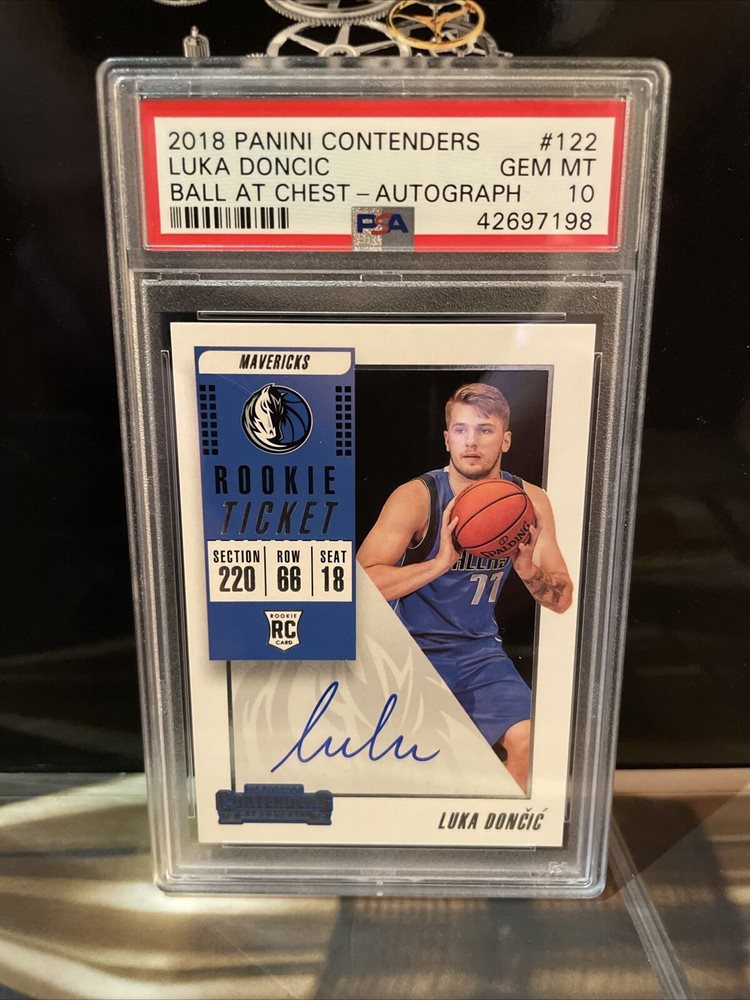 2018 PANINI CONTENDERS #122
LUKA DONCIC GEM MT
BALL AT CHEST – AUTOGRAPH 10
PSA 42697198
MAVERICKS
ROOKIE
TICKET
SECTION ROW SEAT
220 66 18
ROOKIE
RC
CARD
SPALDING
77
CONTENDERS
LUKA DONČIĆ